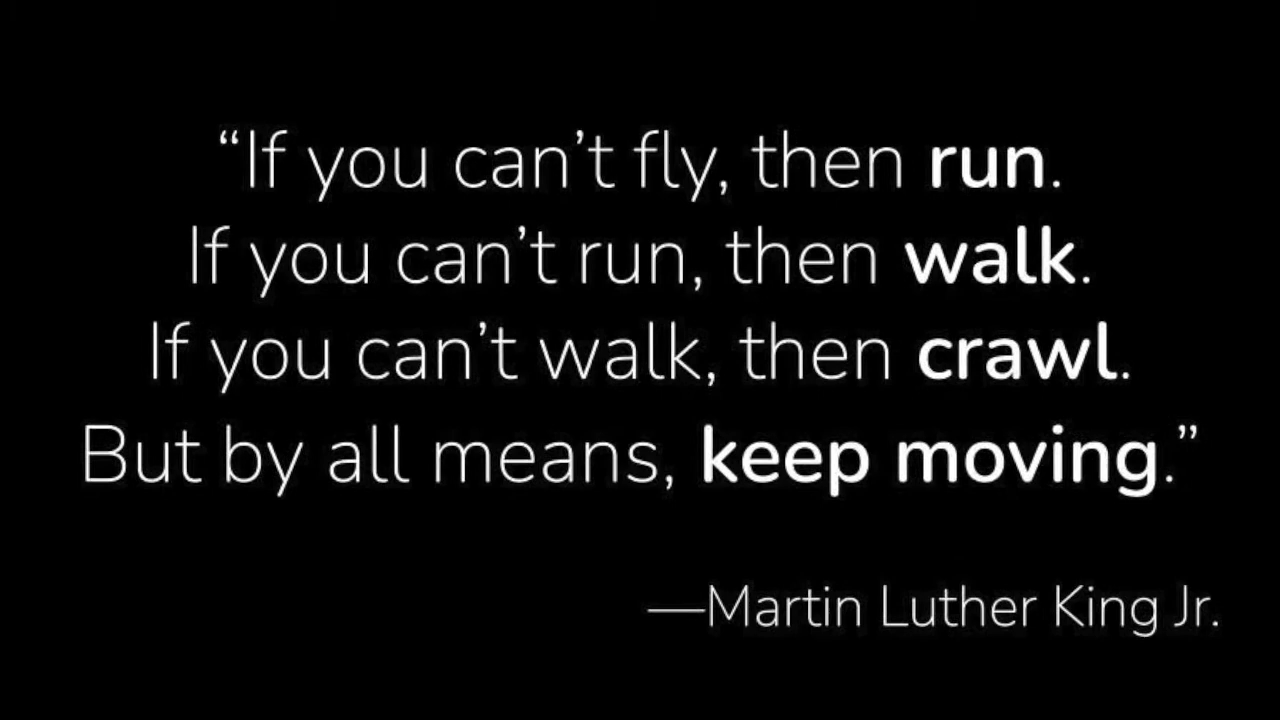 “If you can’t fly, then run.
If you can’t run, then walk.
If you can’t walk, then crawl.
But by all means, keep moving.”
—Martin Luther King Jr.